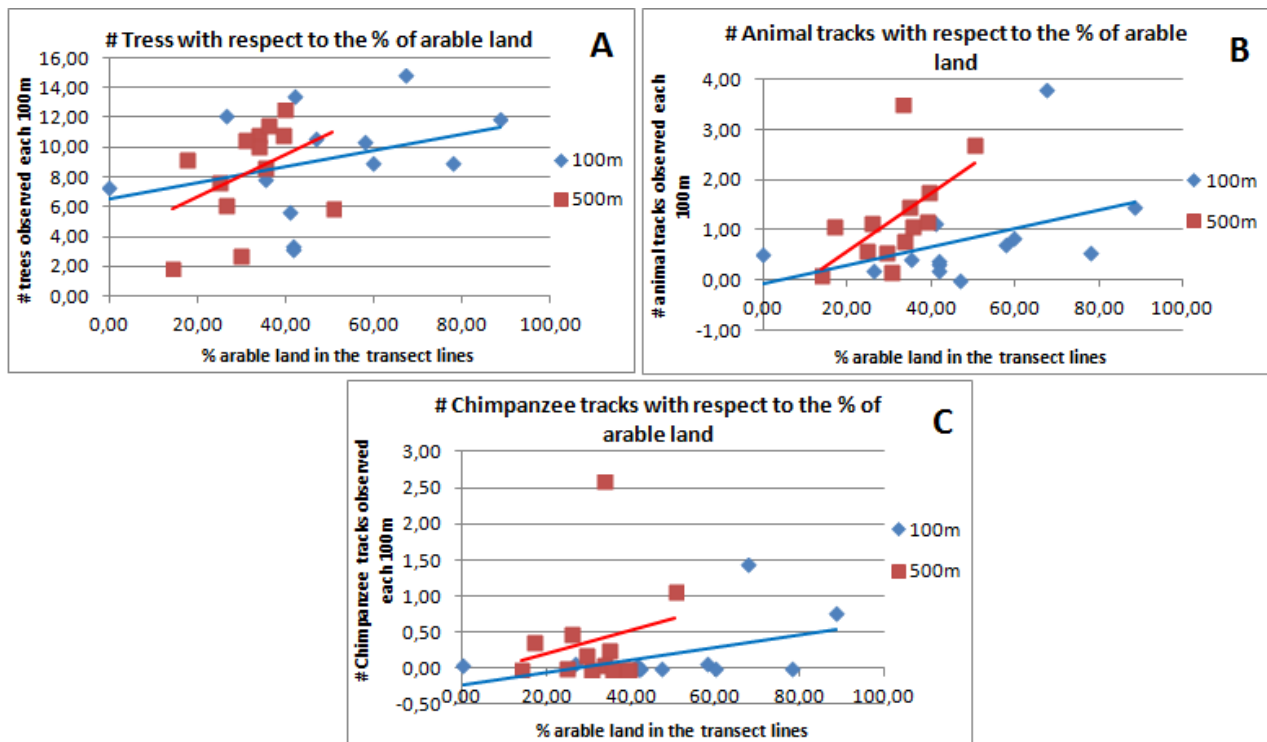 # Tress with respect to the % of arable land
A
# trees observed each 100m
16,00
14,00
12,00
10,00
8,00
6,00
4,00
2,00
0,00
0,00 20,00 40,00 60,00 80,00 100,00
% arable land in the transect lines
100m
500m
# Animal tracks with respect to the % of arable
land
B
# animal tracks observed each
100m
4,00
3,00
2,00
1,00
0,00
-1,00
0,00 20,00 40,00 60,00 80,00 100,00
% arable land in the transect lines
100m
500m
# Chimpanzee tracks with respect to the % of
arable land
C
# Chimpanzee tracks observed
each 100m
3,00
2,50
2,00
1,50
1,00
0,50
0,00
-0,50
0,00 20,00 40,00 60,00 80,00 100,00
% arable land in the transect lines
100m
500m